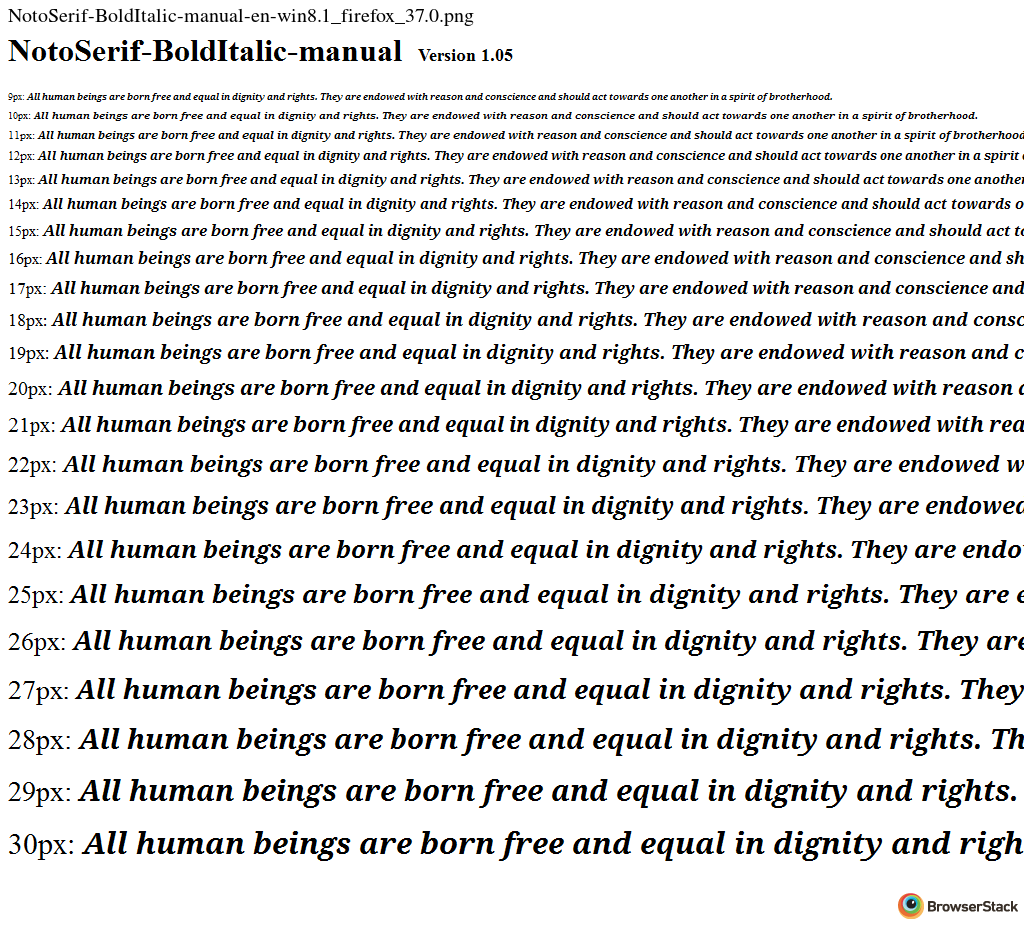 NotoSerif-BoldItalic-manual-en-win8.1_firefox_37.0.png
NotoSerif-BoldItalic-manual Version 1.05
9px: All human beings are born free and equal in dignity and rights. They are endowed with reason and conscience and should act towards one another in a spirit of brotherhood.
10px: All human beings are born free and equal in dignity and rights. They are endowed with reason and conscience and should act towards one another in a spirit of brotherhood.
11px: All human beings are born free and equal in dignity and rights. They are endowed with reason and conscience and should act towards one another in a spirit of brotherhood
12px: All human beings are born free and equal in dignity and rights. They are endowed with reason and conscience and should act towards one another in a spirit
13px: All human beings are born free and equal in dignity and rights. They are endowed with reason and conscience and should act towards one another
14px: All human beings are born free and equal in dignity and rights. They are endowed with reason and conscience and should act towards o
15px: All human beings are born free and equal in dignity and rights. They are endowed with reason and conscience and should act to
16px: All human beings are born free and equal in dignity and rights. They are endowed with reason and conscience and sh
17px: All human beings are born free and equal in dignity and rights. They are endowed with reason and conscience and
18px: All human beings are born free and equal in dignity and rights. They are endowed with reason and consc
19px: All human beings are born free and equal in dignity and rights. They are endowed with reason and c
20px: All human beings are born free and equal in dignity and rights. They are endowed with reason a
21px: All human beings are born free and equal in dignity and rights. They are endowed with rea
22px: All human beings are born free and equal in dignity and rights. They are endowed w
23px: All human beings are born free and equal in dignity and rights. They are endowed
24px: All human beings are born free and equal in dignity and rights. They are endo
25px: All human beings are born free and equal in dignity and rights. They are e
26px: All human beings are born free and equal in dignity and rights. They are
27px: All human beings are born free and equal in dignity and rights. They
28px: All human beings are born free and equal in dignity and rights. Th
29px: All human beings are born free and equal in dignity and rights.
30px: All human beings are born free and equal in dignity and righ
BrowserStack